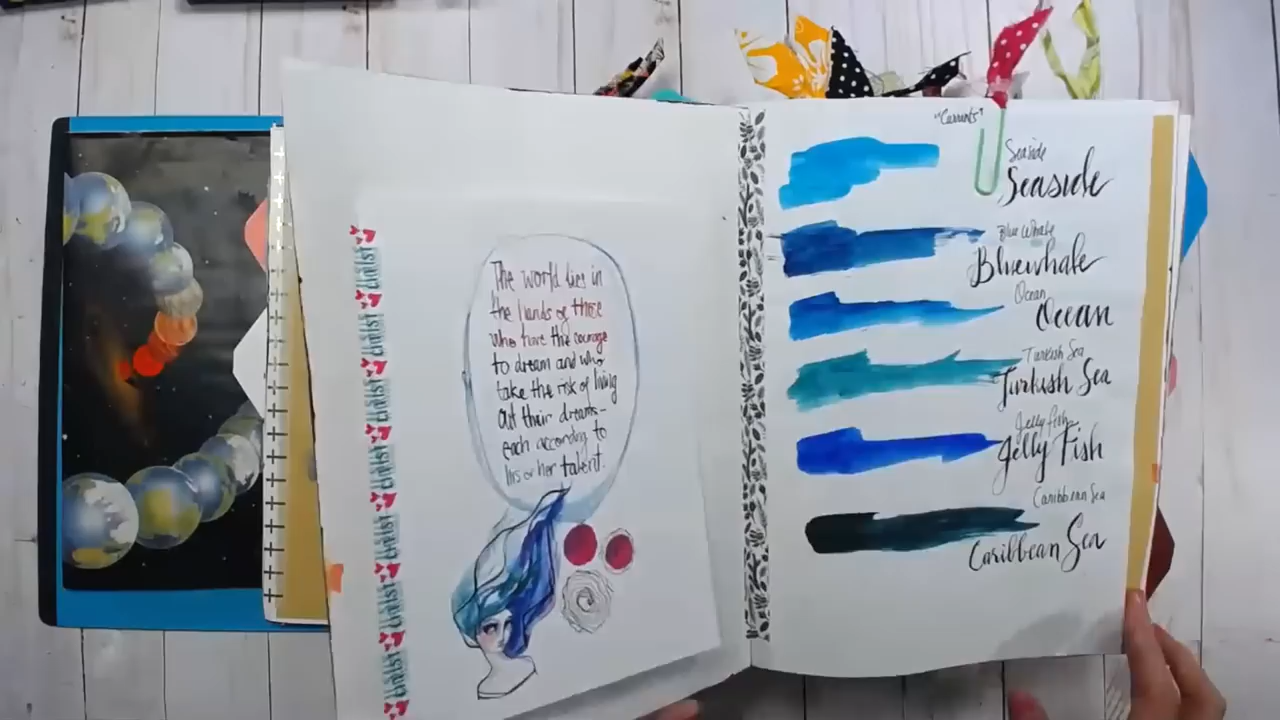 The world lies in
the hands of those
who have the courage
to dream and who
take the risk of living
out their dreams-
each according to
his or her talent.
"Currents"
Seaside
Seaside
Blue Whale
Bluewhale
Ocean
Ocean
Turkish Sea
Turkish Sea
Jelly fish
Jelly Fish
Caribbean Sea
Caribbean Sea